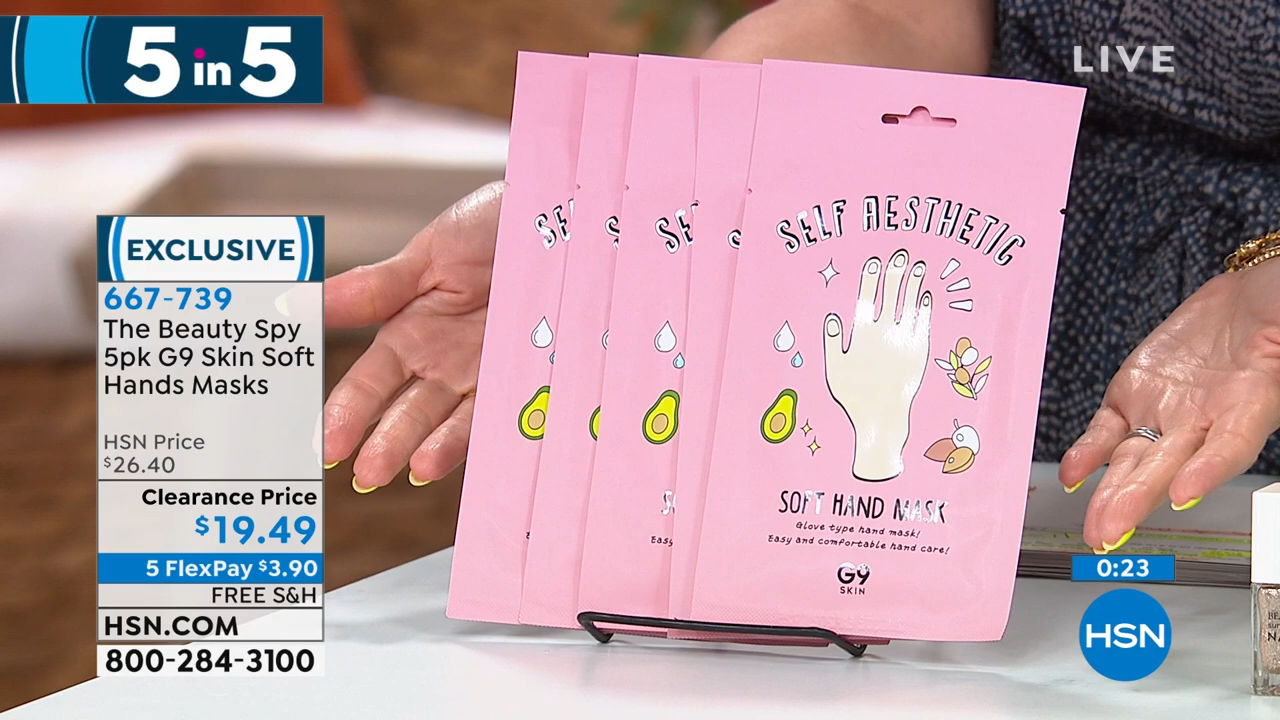 5 in 5
LIVE
EXCLUSIVE
667-739
The Beauty Spy
5pk G9 Skin Soft
Hands Masks
HSN Price
$26.40
Clearance Price
$19.49
5 FlexPay $3.90
FREE S&H
HSN.COM
800-284-3100
SELF AESTHETIC
SOFT HAND MASK
Glove type hand mask!
Easy and comfortable hand care!
G9
SKIN
0:23
HSN